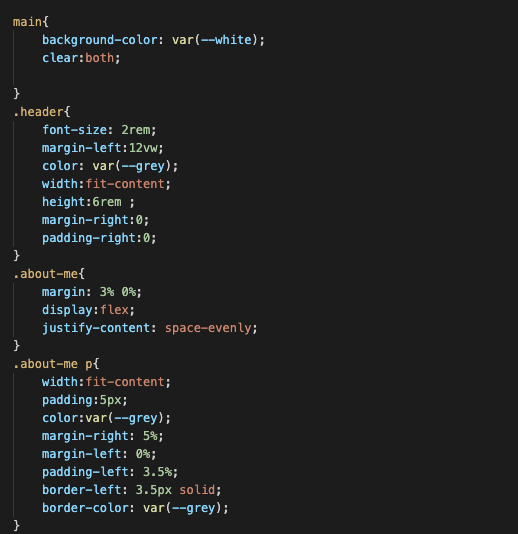 main{
    background-color: var(--white);
    clear:both;

}
.header{
    font-size: 2rem;
    margin-left:12vw;
    color: var(--grey);
    width:fit-content;
    height:6rem ;
    margin-right:0;
    padding-right:0;
}
.about-me{
    margin: 3% 0%;
    display:flex;
    justify-content: space-evenly;
}
.about-me p{
    width:fit-content;
    padding:5px;
    color:var(--grey);
    margin-right: 5%;
    margin-left: 0%;
    padding-left: 3.5%;
    border-left: 3.5px solid;
    border-color: var(--grey);
}